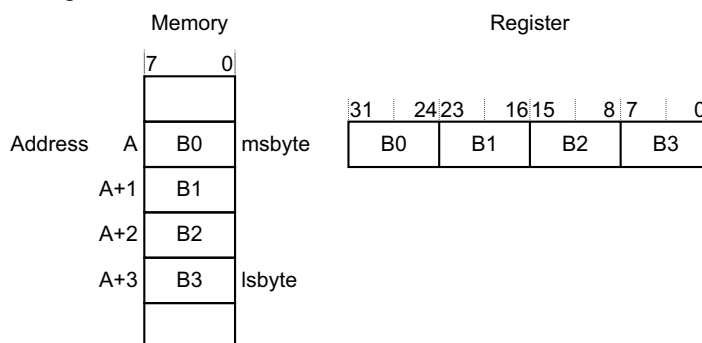 Memory Register
7 0
31 24 23 16 15 8 7 0
Address A B0 msbyte B0 B1 B2 B3
A+1 B1
A+2 B2
A+3 B3 lsbyte